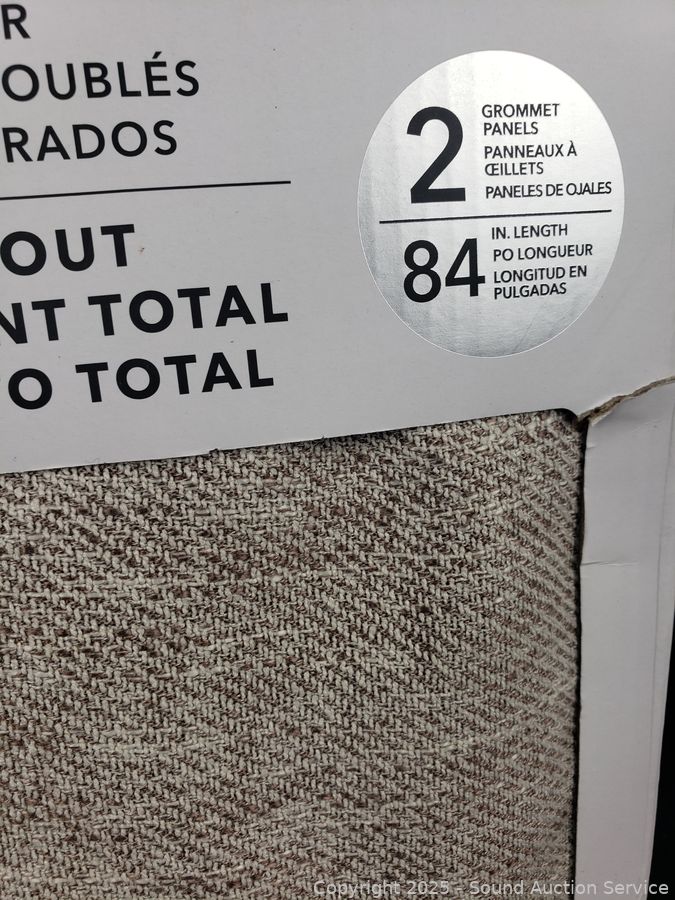 R
OUBLÉS
RADOS
OUT
NT TOTAL
O TOTAL
2 GROMMET
PANELS
PANNEAUX À
ŒILLETS
PANELES DE OJALES
84 IN. LENGTH
PO LONGUEUR
LONGITUD EN
PULGADAS
Copyright 2025 - Sound Auction Service